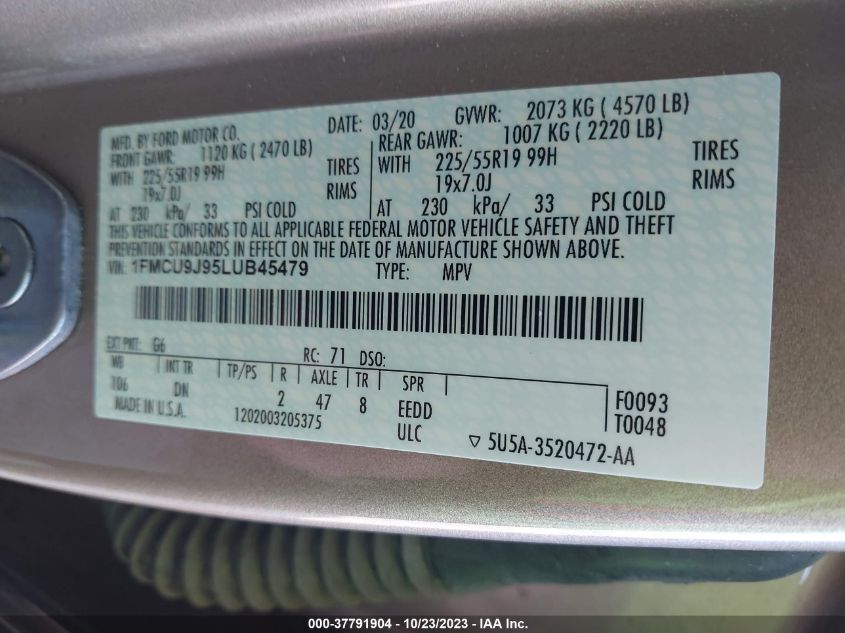 MFD. BY FORD MOTOR CO. DATE: 03/20 GVWR: 2073 KG ( 4570 LB)
FRONT GAWR: 1120 KG ( 2470 LB) REAR GAWR: 1007 KG ( 2220 LB)
WITH 225/55R19 99H TIRES WITH 225/55R19 99H TIRES
19x7.0J RIMS 19x7.0J RIMS
AT 230 kPa/ 33 PSI COLD AT 230 kPa/ 33 PSI COLD
THIS VEHICLE CONFORMS TO ALL APPLICABLE FEDERAL MOTOR VEHICLE SAFETY AND THEFT
PREVENTION STANDARDS IN EFFECT ON THE DATE OF MANUFACTURE SHOWN ABOVE.
VIN: 1FMCU9J95LUB45479 TYPE: MPV
EXT PNT: G6 RC: 71 DSO:
WB INT TR TP/PS R AXLE TR SPR
106 DN 2 47 8 EEDD F0093
MADE IN U.S.A. 1202003205375 ULC T0048
5U5A-3520472-AA
000-37791904 - 10/23/2023 - IAA Inc.